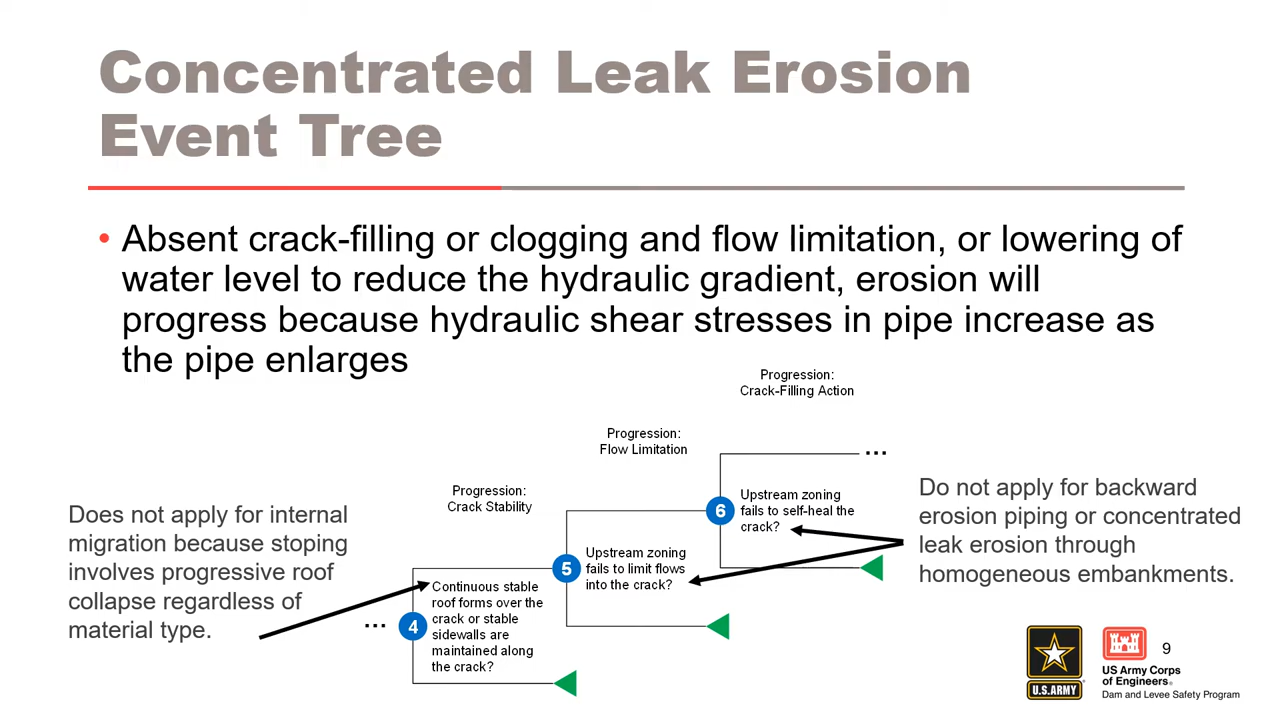 Concentrated Leak Erosion
Event Tree
• Absent crack-filling or clogging and flow limitation, or lowering of
water level to reduce the hydraulic gradient, erosion will
progress because hydraulic shear stresses in pipe increase as
the pipe enlarges
Progression:
Crack-Filling Action
Progression:
Flow Limitation
Progression:
Crack Stability
Does not apply for internal
migration because stoping
involves progressive roof
collapse regardless of
material type.
...
4
Continuous stable
roof forms over the
crack or stable
sidewalls are
maintained along
the crack?
5
Upstream zoning
fails to limit flows
into the crack?
6
Upstream zoning
fails to self-heal the
crack?
...
Do not apply for backward
erosion piping or concentrated
leak erosion through
homogeneous embankments.
U.S.ARMY
US Army Corps
of Engineers®
Dam and Levee Safety Program
9